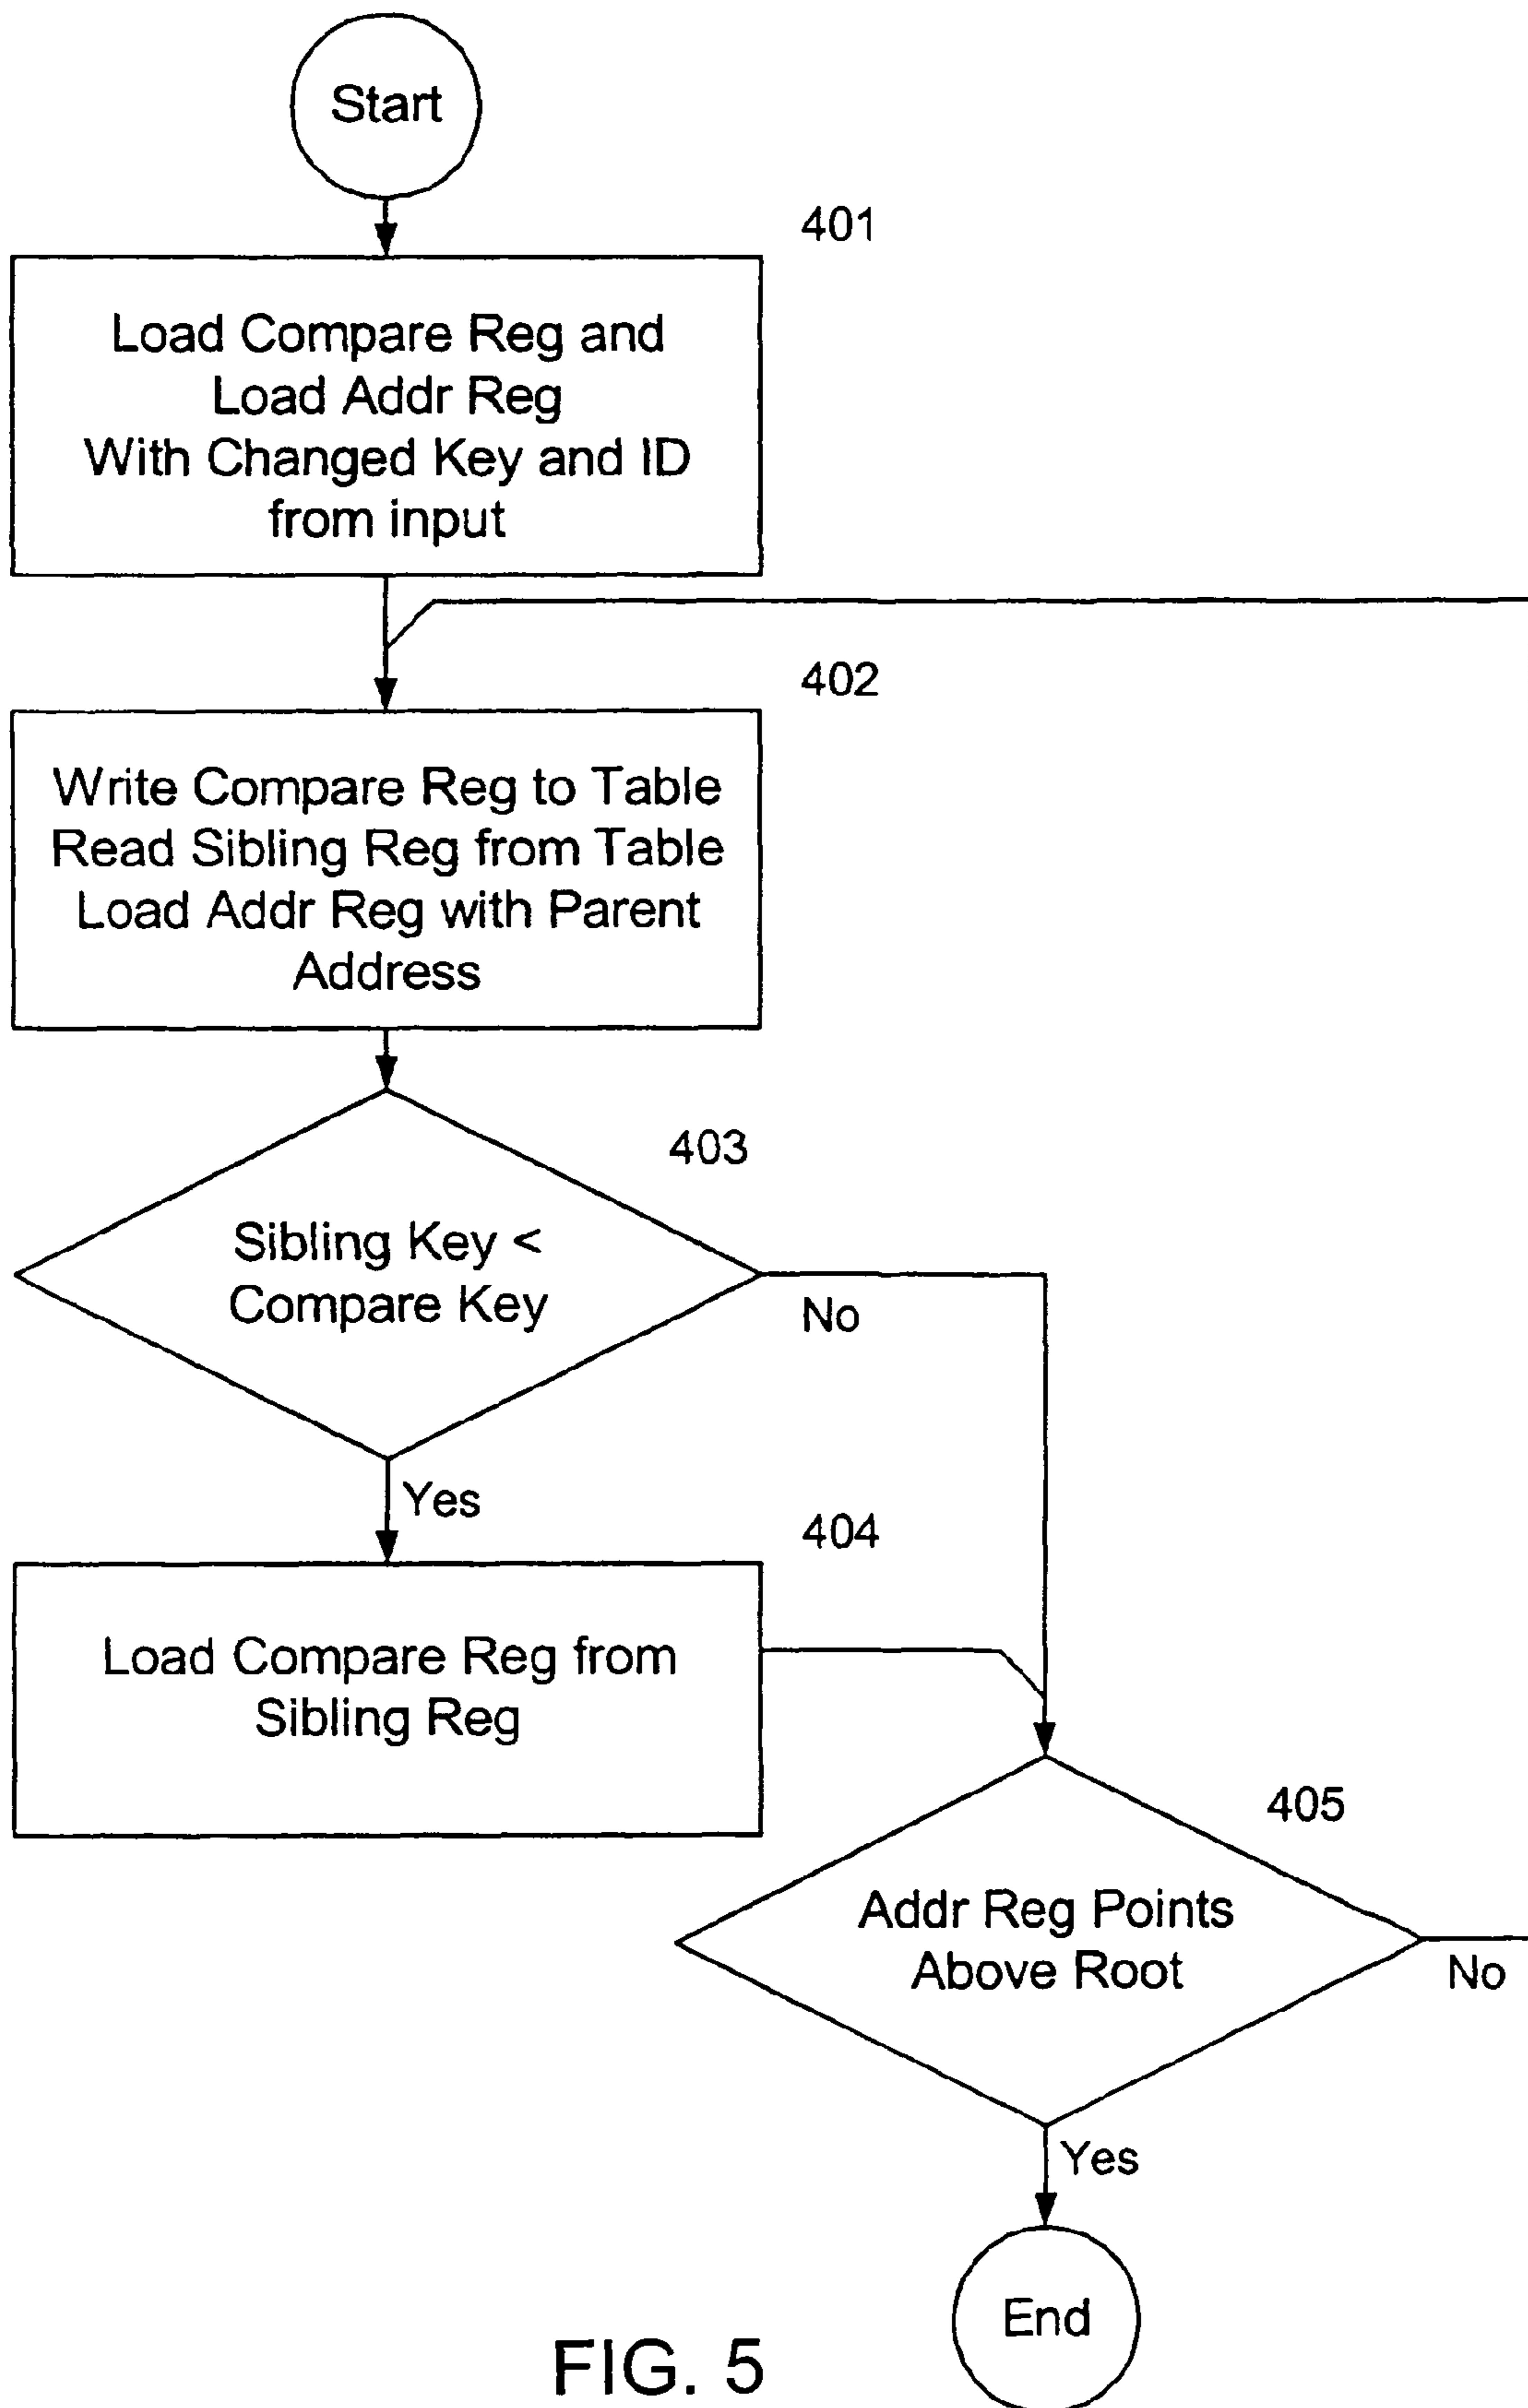 Start
401
Load Compare Reg and
Load Addr Reg
With Changed Key and ID
from input
402
Write Compare Reg to Table
Read Sibling Reg from Table
Load Addr Reg with Parent
Address
403
Sibling Key <
Compare Key
No
Yes
404
Load Compare Reg from
Sibling Reg
405
Addr Reg Points
Above Root
No
Yes
End
FIG. 5